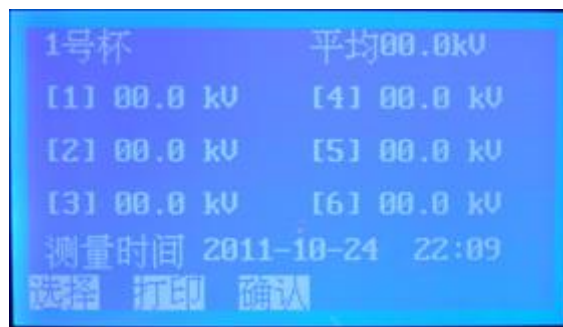 1号杯 平均00.0kV
[1] 00.0 kV [4] 00.0 kV
[2] 00.0 kV [5] 00.0 kV
[3] 00.0 kV [6] 00.0 kV
测量时间 2011-10-24 22:09
选择 打印 确认